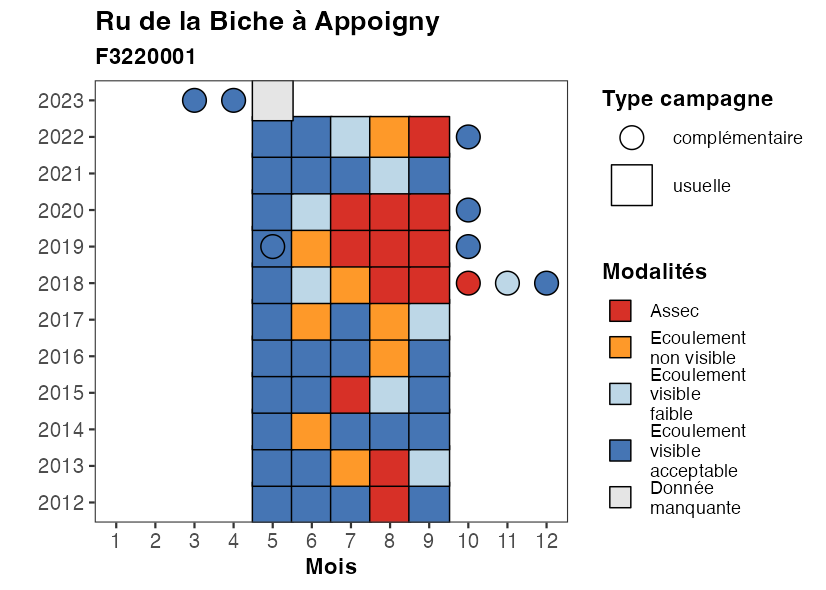 Ru de la Biche à Appoigny
F3220001
2023
2022
2021
2020
2019
2018
2017
2016
2015
2014
2013
2012
1 2 3 4 5 6 7 8 9 10 11 12
Mois
Type campagne
complémentaire
usuelle
Modalités
Assec
Ecoulement
non visible
Ecoulement
visible
faible
Ecoulement
visible
acceptable
Donnée
manquante